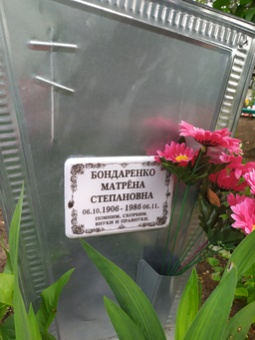 БОНДАРЕНКО
МАТРЁНА
СТЕПАНОВНА
06.10.1906 - 1986 06.11.
ПОМНИМ, СКОРБИМ
ВНУКИ И ПРАВНУКИ